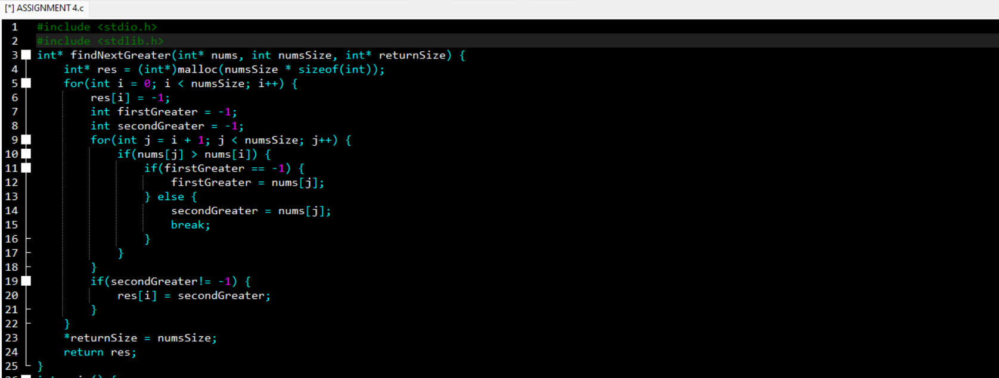 [*] ASSIGNMENT 4.c
1 #include <stdio.h>
2 #include <stdlib.h>
3 int* findNextGreater(int* nums, int numsSize, int* returnSize) {
4 int* res = (int*)malloc(numsSize * sizeof(int));
5 for(int i = 0; i < numsSize; i++) {
6 res[i] = -1;
7 int firstGreater = -1;
8 int secondGreater = -1;
9 for(int j = i + 1; j < numsSize; j++) {
10 if(nums[j] > nums[i]) {
11 if(firstGreater == -1) {
12 firstGreater = nums[j];
13 } else {
14 secondGreater = nums[j];
15 break;
16 }
17 }
18 }
19 if(secondGreater!= -1) {
20 res[i] = secondGreater;
21 }
22 }
23 *returnSize = numsSize;
24 return res;
25 }